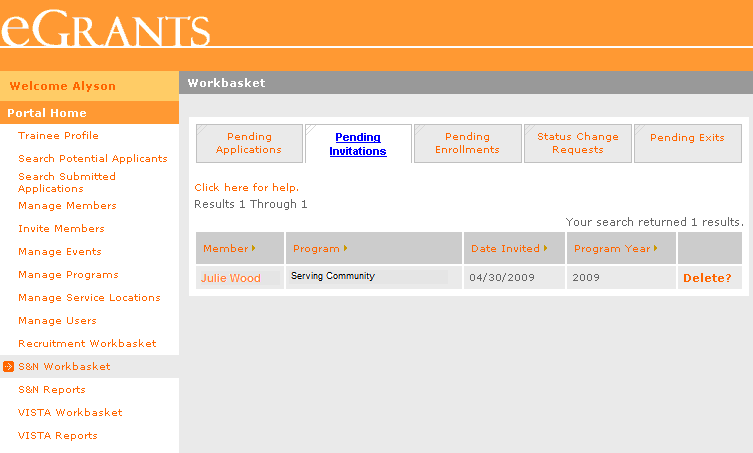 eGRANTS
Welcome Alyson
Portal Home
Trainee Profile
Search Potential Applicants
Search Submitted
Applications
Manage Members
Invite Members
Manage Events
Manage Programs
Manage Service Locations
Manage Users
Recruitment Workbasket
S&N Workbasket
S&N Reports
VISTA Workbasket
VISTA Reports
Workbasket
Pending
Applications
Pending
Invitations
Pending
Enrollments
Status Change
Requests
Pending Exits
Click here for help.
Results 1 Through 1
Your search returned 1 results.
Member Program Date Invited Program Year
Julie Wood Serving Community 04/30/2009 2009 Delete?